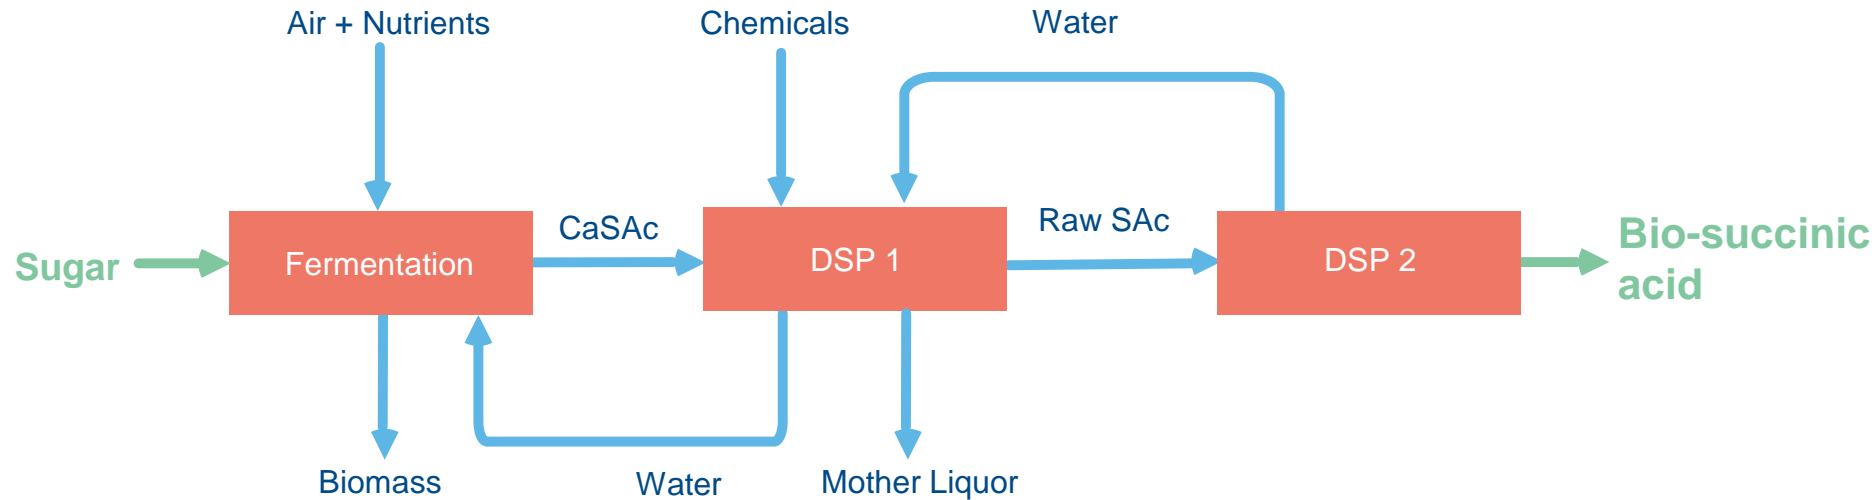 Air + Nutrients
Chemicals
Water
Sugar
Fermentation
CaSAc
DSP 1
Raw SAc
DSP 2
Bio-succinic
acid
Biomass
Water
Mother Liquor